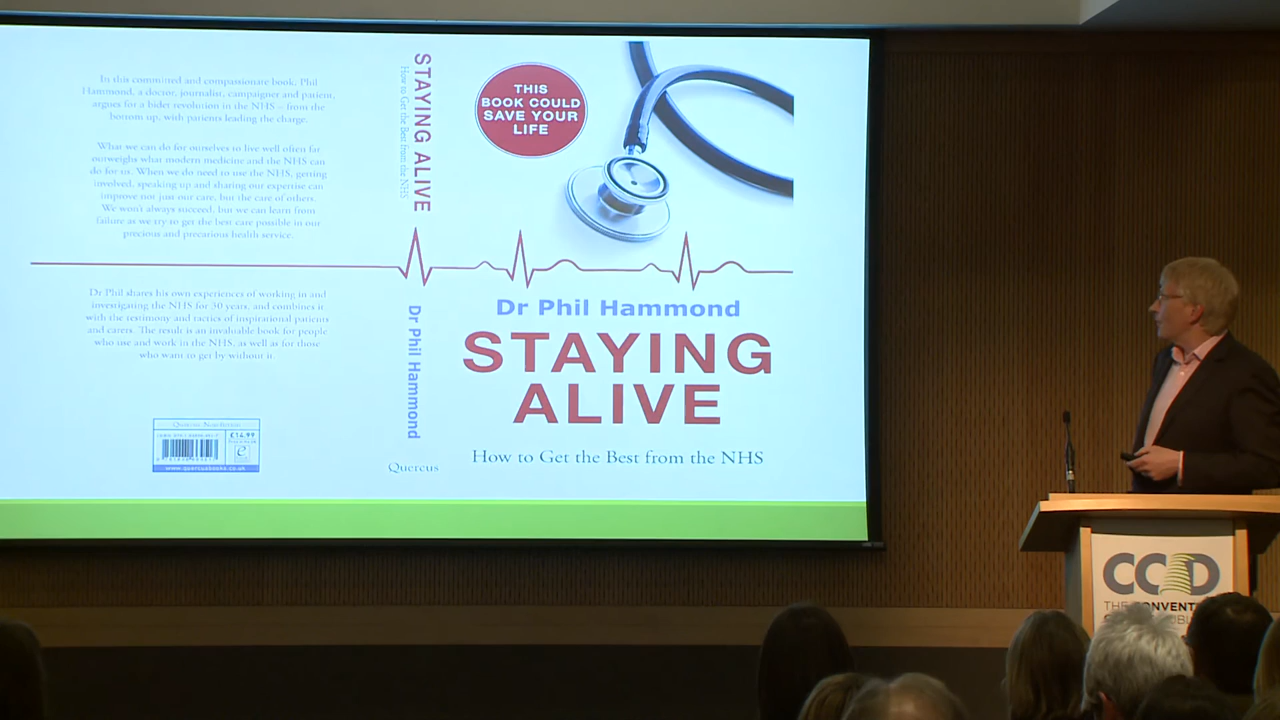 In this committed and compassionate book, Phil
Hammond, a doctor, journalist, campaigner and patient,
argues for a bidet revolution in the NHS – from the
bottom up, with patients leading the charge.
What we can do for ourselves to live well often far
outweighs what modern medicine and the NHS can
do for us. When we do need to use the NHS, getting
involved, speaking up and sharing our expertise can
improve not just our care, but the care of others.
We won't always succeed, but we can learn from
failure as we try to get the best care possible in our
precious and precarious health service.
Dr Phil shares his own experiences of working in and
investigating the NHS for 30 years, and combines it
with the testimony and tactics of inspirational patients
and carers. The result is an invaluable book for people
who use and work in the NHS, as well as for those
who want to get by without it.
£14.99
www.quercusbooks.co.uk
STAYING ALIVE
How to Get the Best from the NHS
Dr Phil Hammond
Quercus
THIS
BOOK COULD
SAVE YOUR
LIFE
Dr Phil Hammond
STAYING
ALIVE
How to Get the Best from the NHS
CCD
THE CONVENT